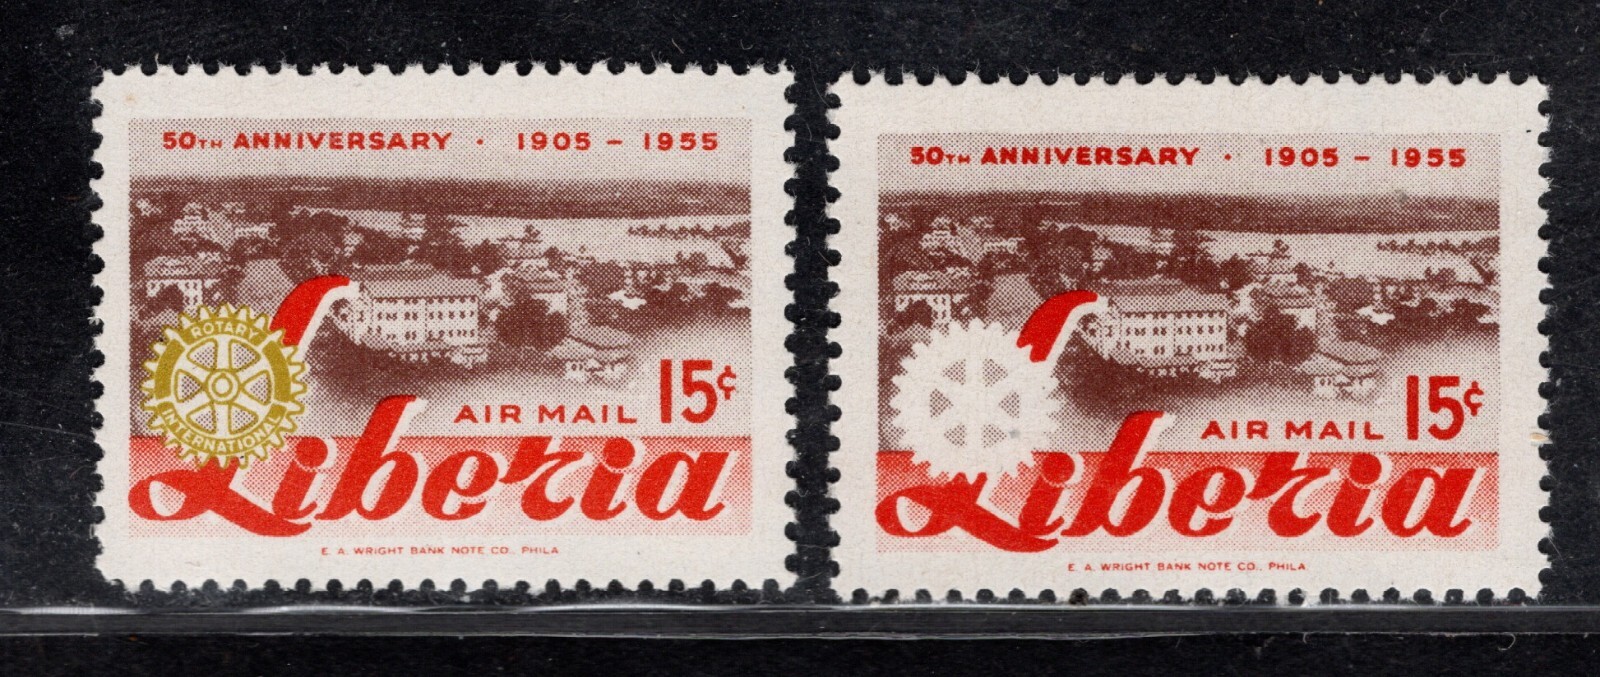 50TH ANNIVERSARY · 1905 – 1955
ROTARY
INTERNATIONAL
AIR MAIL 15¢
Liberia
E. A. WRIGHT BANK NOTE CO., PHILA
50TH ANNIVERSARY · 1905 – 1955
AIR MAIL 15¢
Liberia
E. A. WRIGHT BANK NOTE CO., PHILA